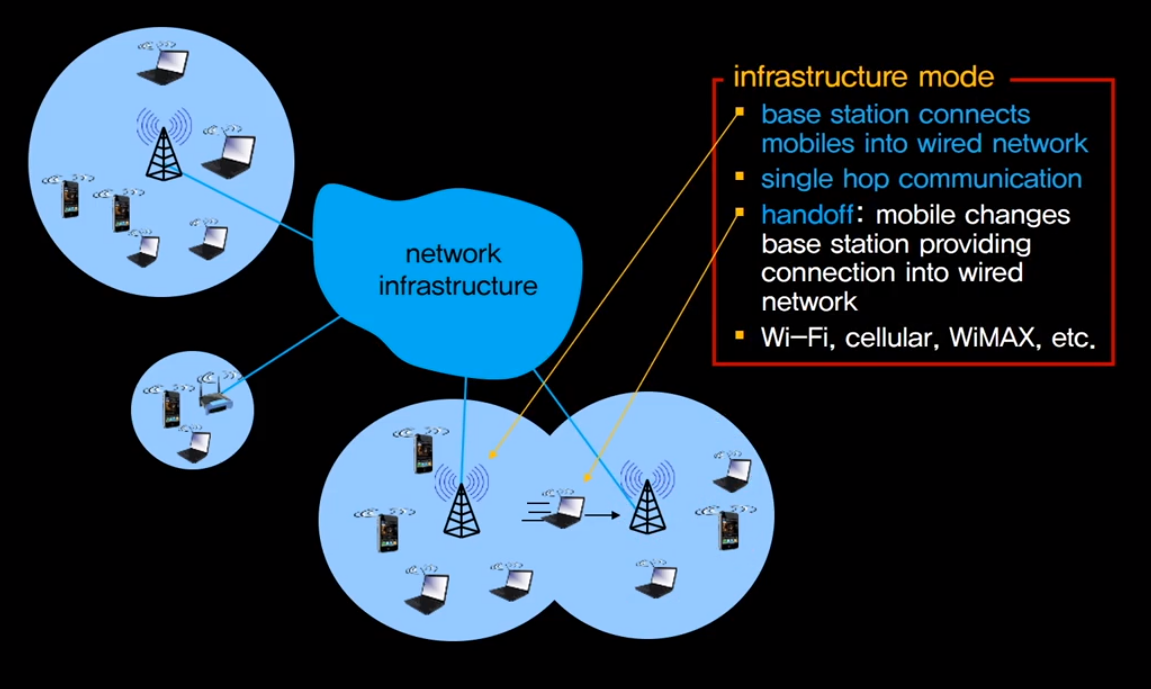 infrastructure mode
▪ base station connects
mobiles into wired network
▪ single hop communication
▪ handoff: mobile changes
base station providing
connection into wired
network
▪ Wi-Fi, cellular, WiMAX, etc.
network
infrastructure